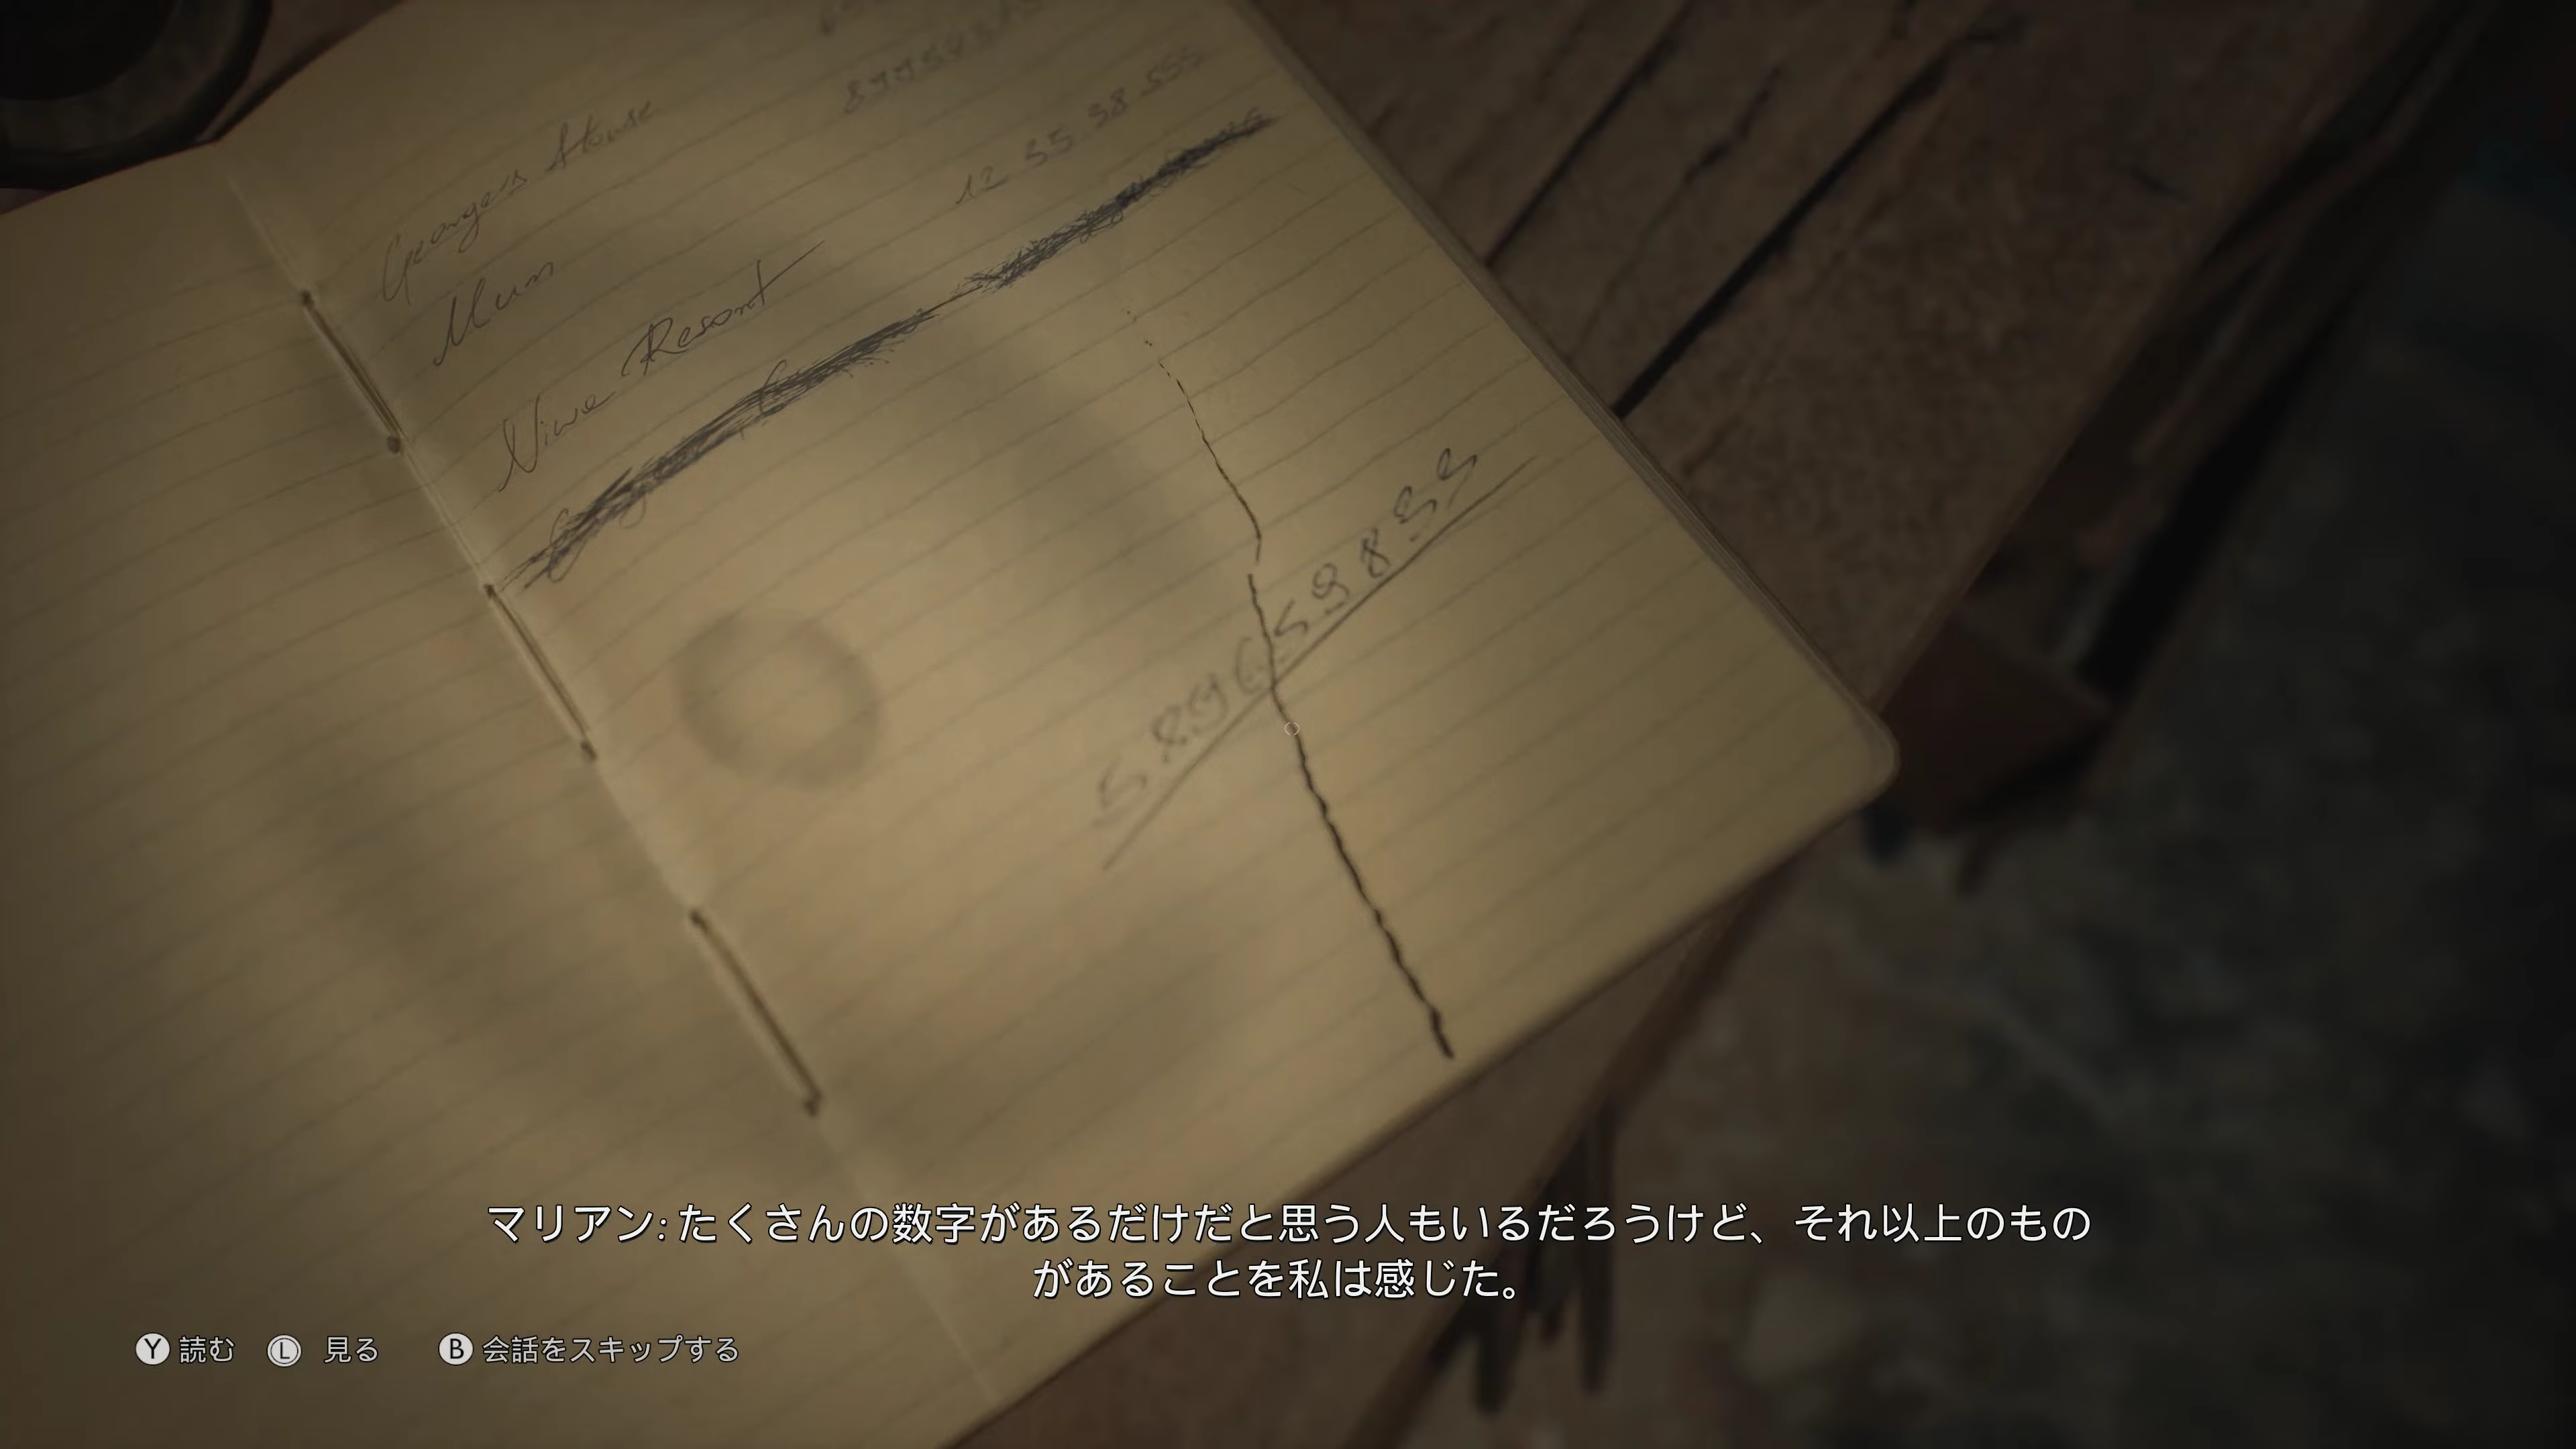 George's House
Mum
Niwa Resort
12 55 98 555
マリアン: たくさんの数字があるだけだと思う人もいるだろうけど、それ以上のもの
があることを私は感じた。
Y 読む L 見る B 会話をスキップする